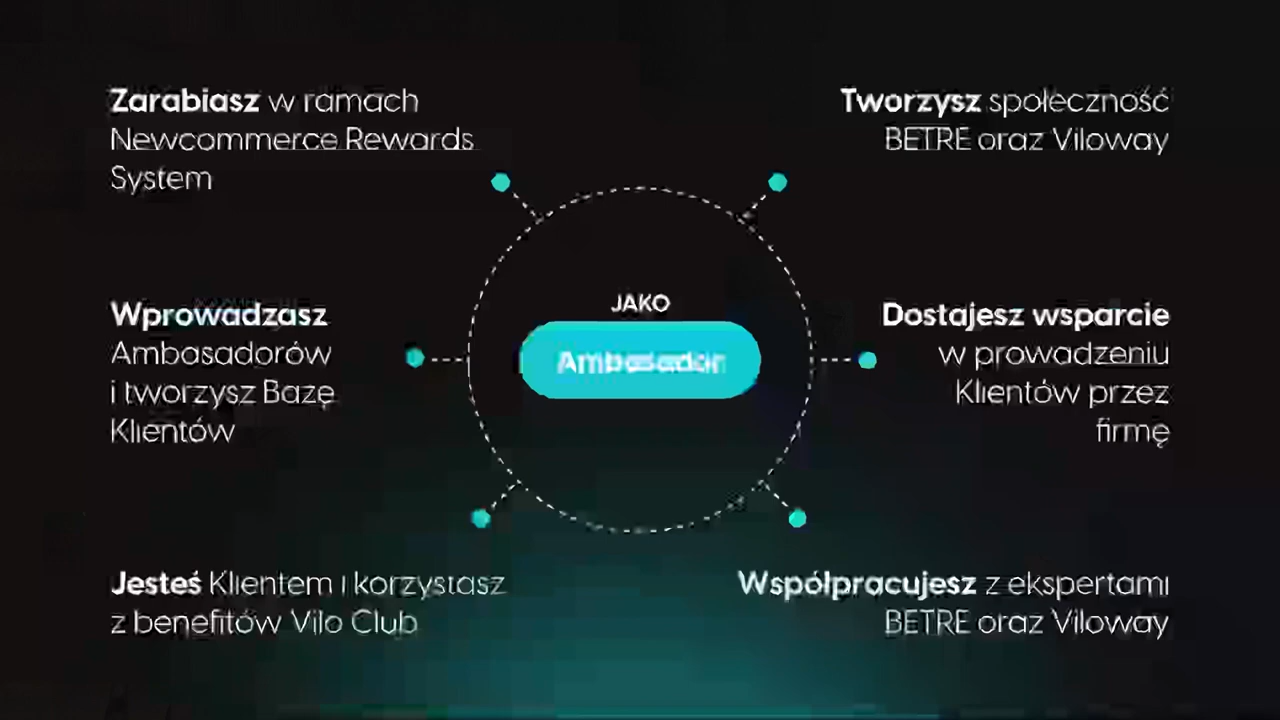 Zarabiasz w ramach
Newcommerce Rewards
System
Tworzysz społeczność
BETRE oraz Viloway
Wprowadzasz
Ambasadorów
i tworzysz Bazę
Klientów
JAKO
Ambasador
Dostajesz wsparcie
w prowadzeniu
Klientów przez
firmę
Jesteś Klientem i korzystasz
z benefitów Vilo Club
Współpracujesz z ekspertami
BETRE oraz Viloway